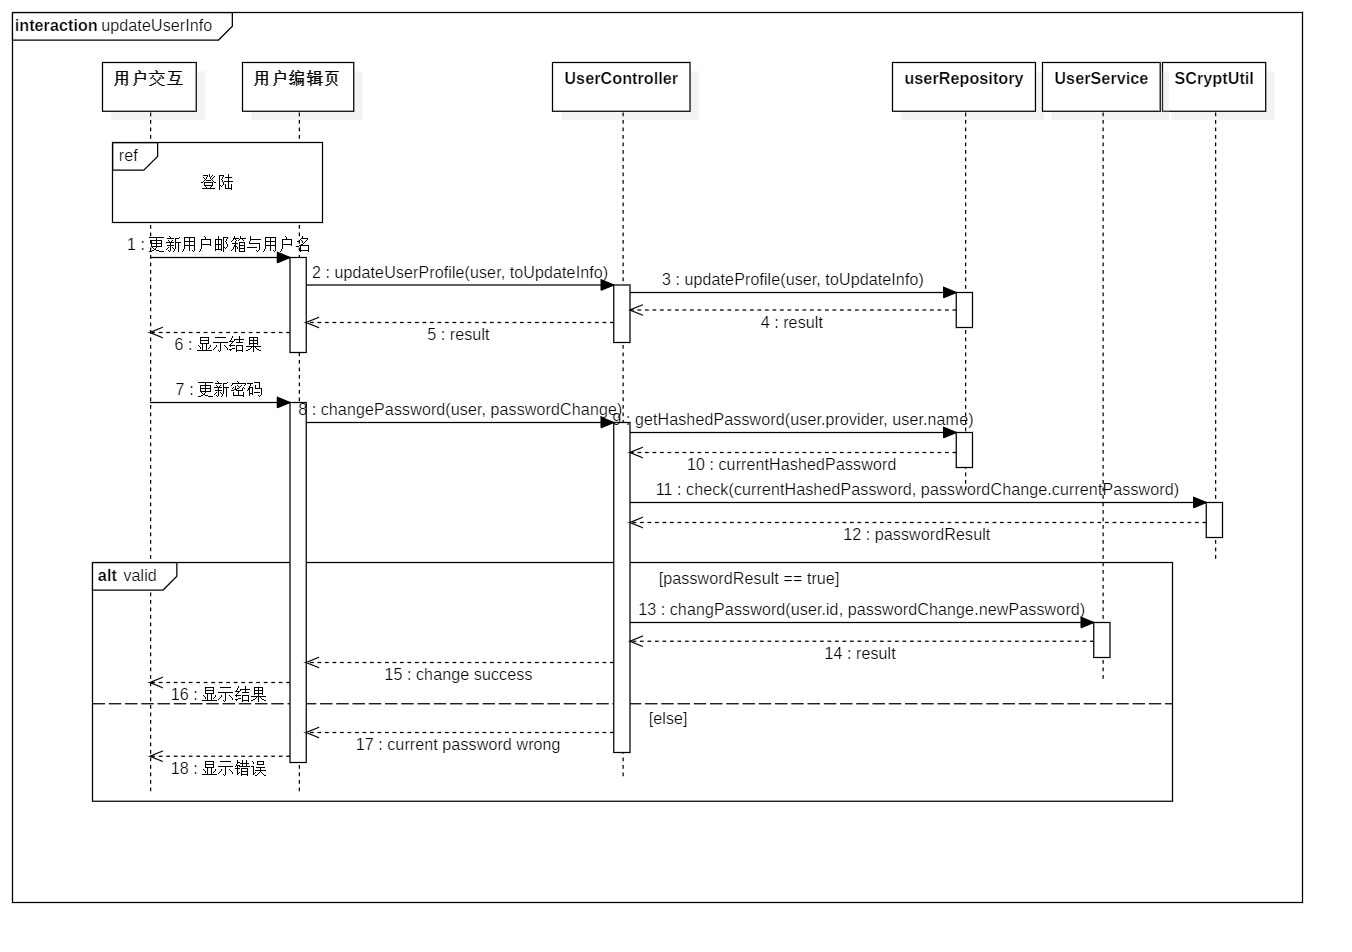 interaction updateUserInfo
用户交互
用户编辑页
UserController
userRepository
UserService
SCryptUtil
ref
登陆
1 : 更新用户邮箱与用户名
2 : updateUserProfile(user, toUpdateInfo)
3 : updateProfile(user, toUpdateInfo)
4 : result
5 : result
6 : 显示结果
7 : 更新密码
8 : changePassword(user, passwordChange)
9 : getHashedPassword(user.provider, user.name)
10 : currentHashedPassword
11 : check(currentHashedPassword, passwordChange.currentPassword)
12 : passwordResult
alt valid
[passwordResult == true]
13 : changPassword(user.id, passwordChange.newPassword)
14 : result
15 : change success
16 : 显示结果
[else]
17 : current password wrong
18 : 显示错误